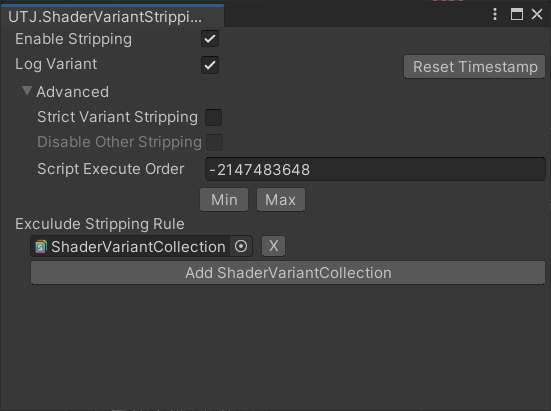 UTJ.ShaderVariantStrippi...
Enable Stripping
Log Variant
Reset Timestamp
Advanced
Strict Variant Stripping
Disable Other Stripping
Script Execute Order
-2147483648
Min
Max
Exculude Stripping Rule
ShaderVariantCollection
X
Add ShaderVariantCollection